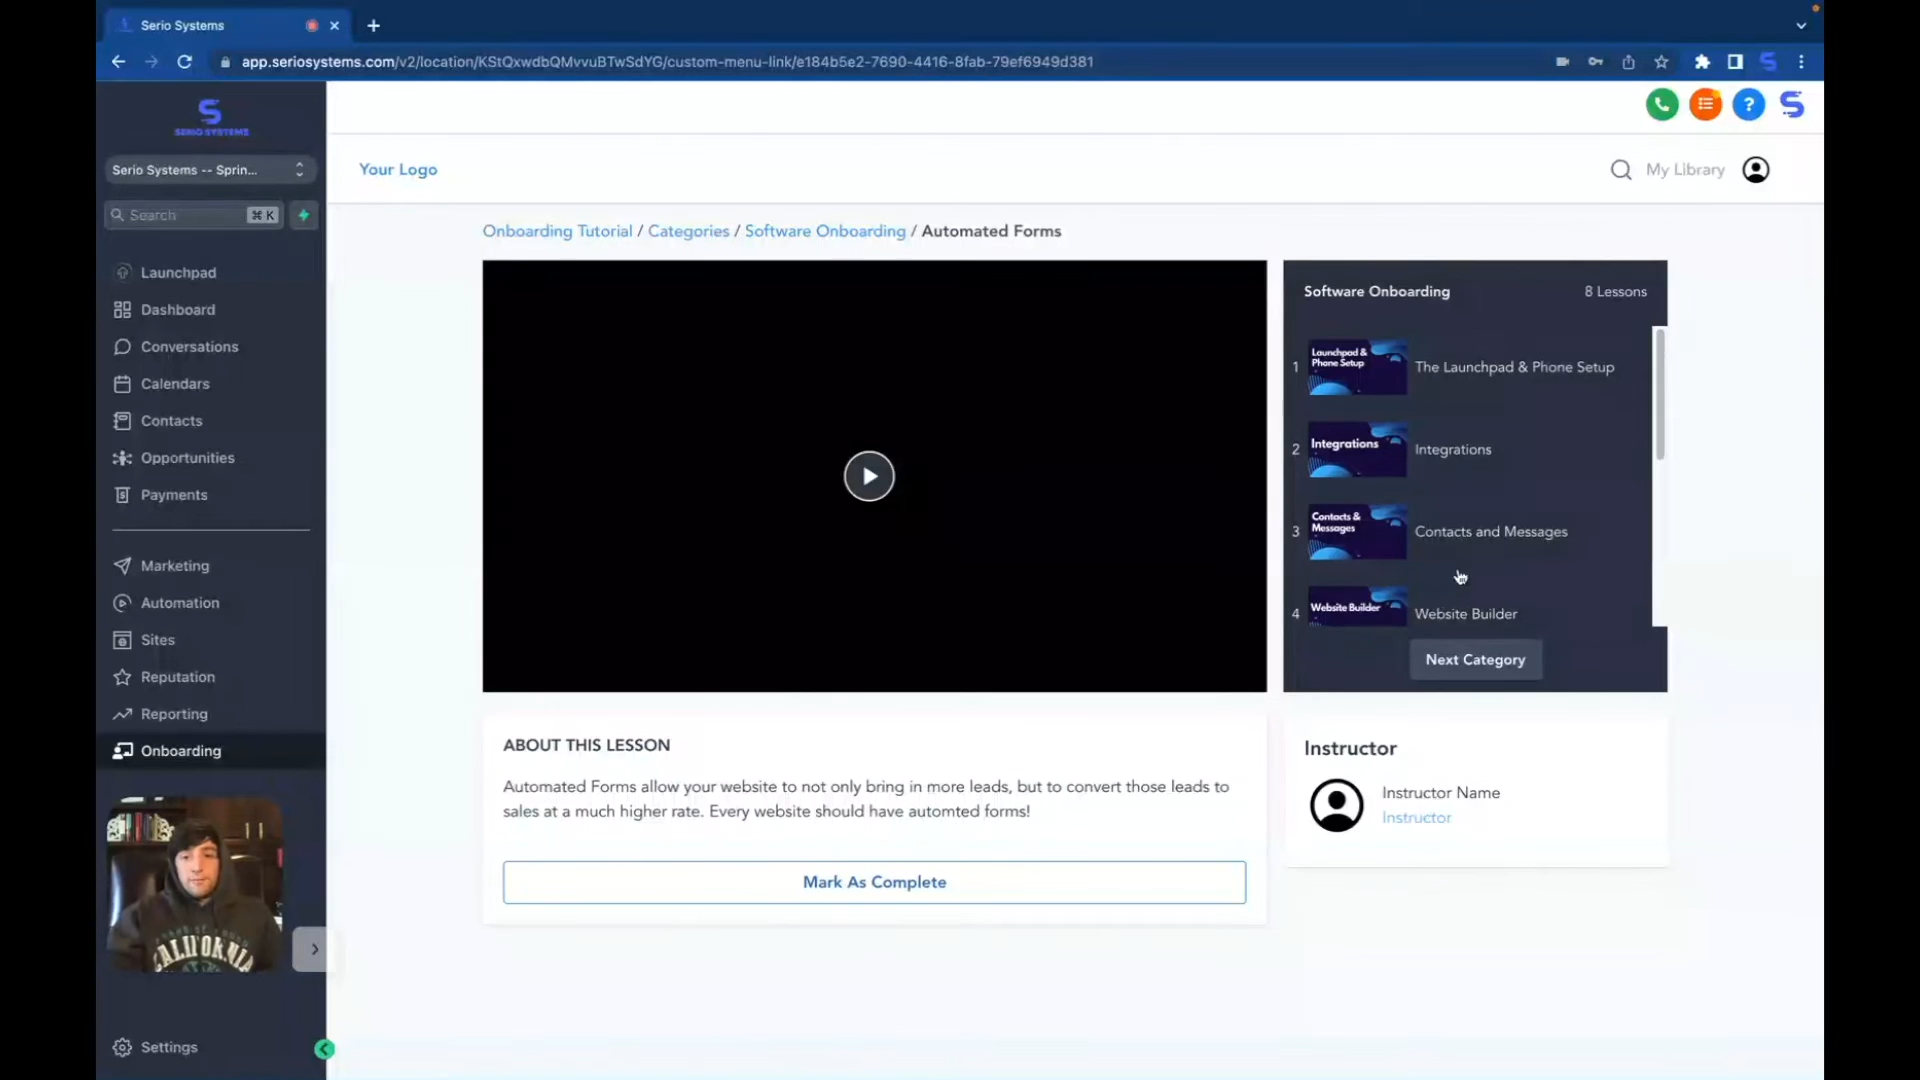 Serio Systems
app.seriosystems.com/v2/location/KStQxwdbQMvvuBTwSdYG/custom-menu-link/e184b5e2-7690-4416-8fab-79ef6949d381
S
SERIO SYSTEMS
Serio Systems -- Sprin...
Search
⌘ K
Launchpad
Dashboard
Conversations
Calendars
Contacts
Opportunities
Payments
Marketing
Automation
Sites
Reputation
Reporting
Onboarding
CALIFORNIA
Settings
Your Logo
My Library
Onboarding Tutorial / Categories / Software Onboarding / Automated Forms
Software Onboarding
8 Lessons
1
Launchpad &
Phone Setup
The Launchpad & Phone Setup
2
Integrations
Integrations
3
Contacts &
Messages
Contacts and Messages
4
Website Builder
Website Builder
Next Category
ABOUT THIS LESSON
Automated Forms allow your website to not only bring in more leads, but to convert those leads to
sales at a much higher rate. Every website should have automted forms!
Mark As Complete
Instructor
Instructor Name
Instructor